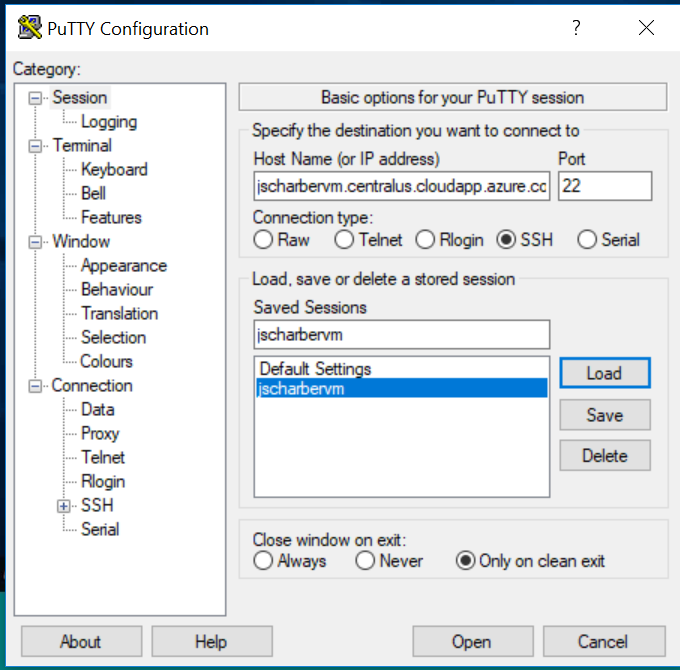 PuTTY Configuration
?
Category:
Session
Logging
Terminal
Keyboard
Bell
Features
Window
Appearance
Behaviour
Translation
Selection
Colours
Connection
Data
Proxy
Telnet
Rlogin
SSH
Serial
Basic options for your PuTTY session
Specify the destination you want to connect to
Host Name (or IP address) Port
jscharbervm.centralus.cloudapp.azure.co 22
Connection type:
Raw Telnet Rlogin SSH Serial
Load, save or delete a stored session
Saved Sessions
jscharbervm
Default Settings
jscharbervm
Load
Save
Delete
Close window on exit:
Always Never Only on clean exit
About Help Open Cancel